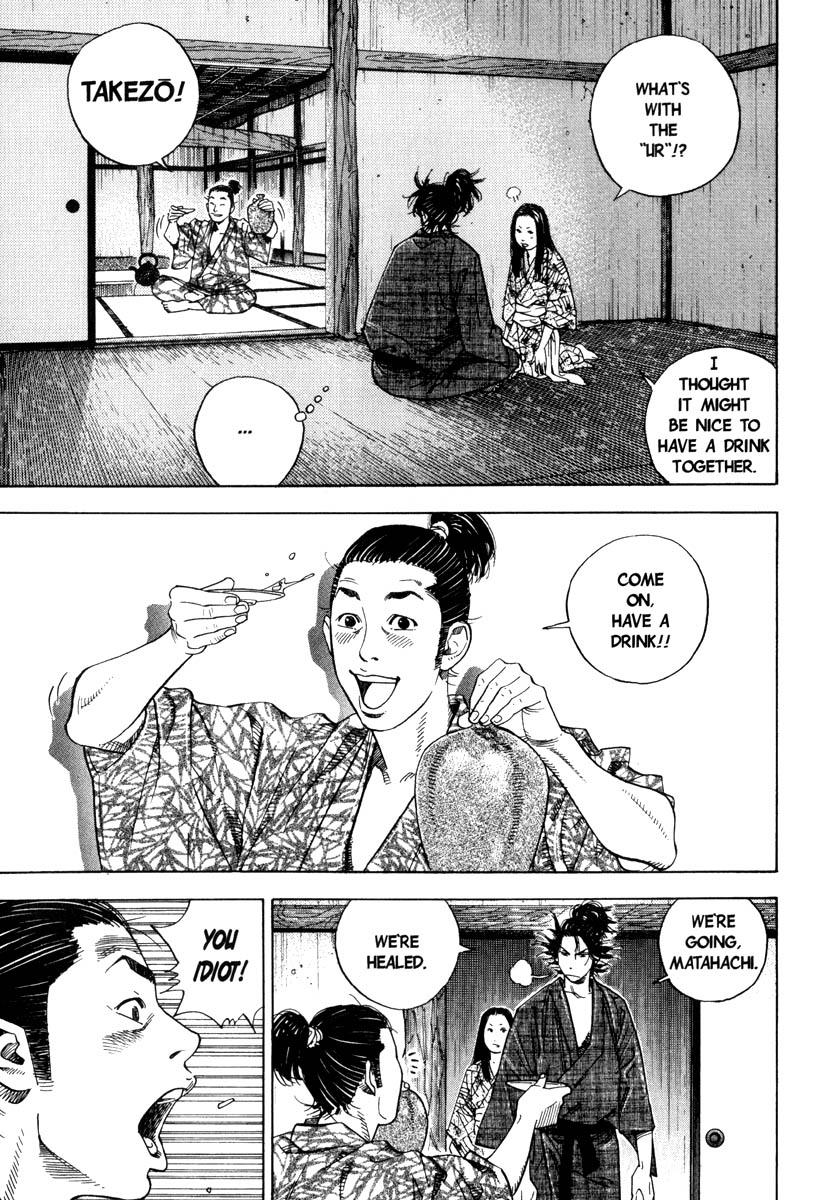 WHAT'S
WITH
THE
"UR"!?
I
THOUGHT
IT MIGHT
BE NICE TO
HAVE A DRINK
TOGETHER.
TAKEZŌ!
...
COME
ON,
HAVE A
DRINK!!
WE'RE
GOING,
MATAHACHI.
WE'RE
HEALED.
YOU
IDIOT!